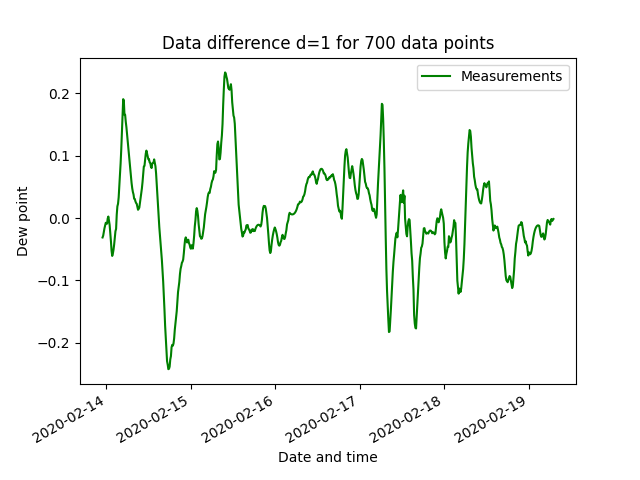 Data difference d=1 for 700 data points
Measurements
Dew point
0.2
0.1
0.0
−0.1
−0.2
2020-02-14
2020-02-15
2020-02-16
2020-02-17
2020-02-18
2020-02-19
Date and time